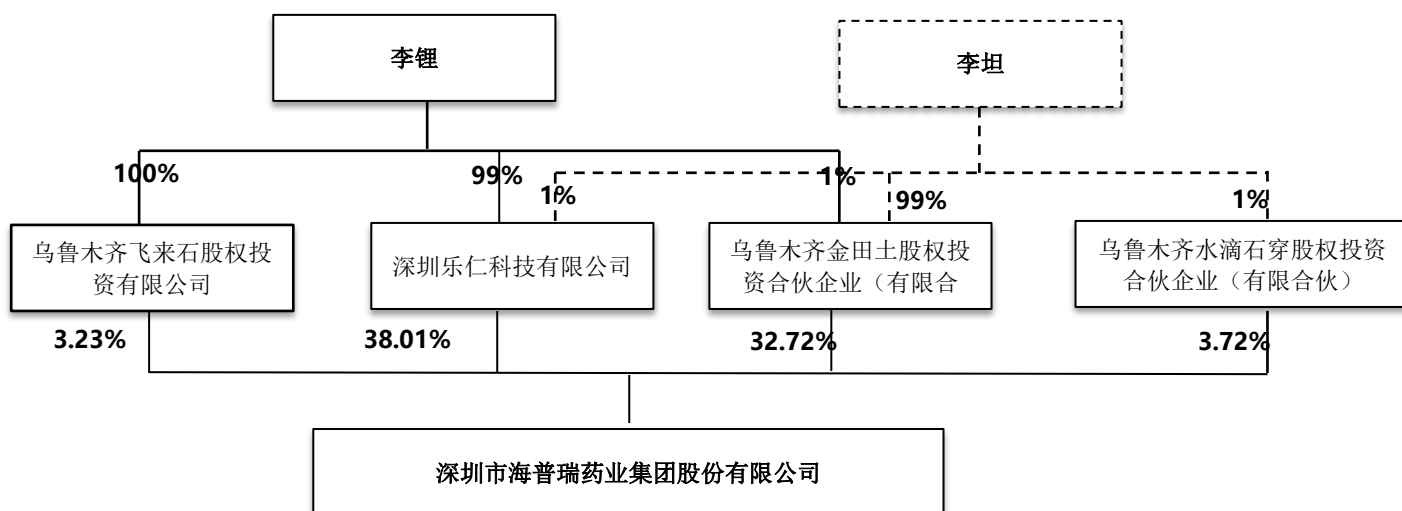 李锂
李坦
100%
99%
1%
1%
99%
1%
乌鲁木齐飞来石股权投
资有限公司
深圳乐仁科技有限公司
乌鲁木齐金田土股权投
资合伙企业（有限合
乌鲁木齐水滴石穿股权投资
合伙企业（有限合伙）
3.23%
38.01%
32.72%
3.72%
深圳市海普瑞药业集团股份有限公司